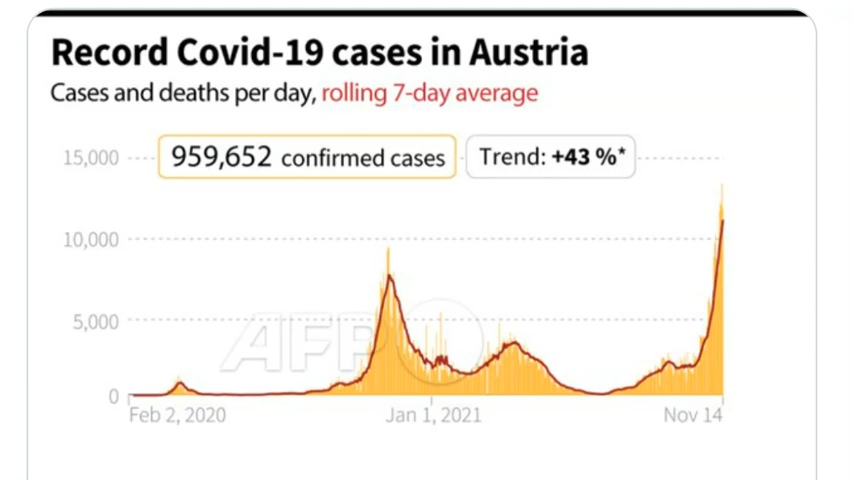 Record Covid-19 cases in Austria
Cases and deaths per day, rolling 7-day average
959,652 confirmed cases
Trend: +43 %*
15,000
10,000
5,000
0
AFP
Feb 2, 2020
Jan 1, 2021
Nov 14